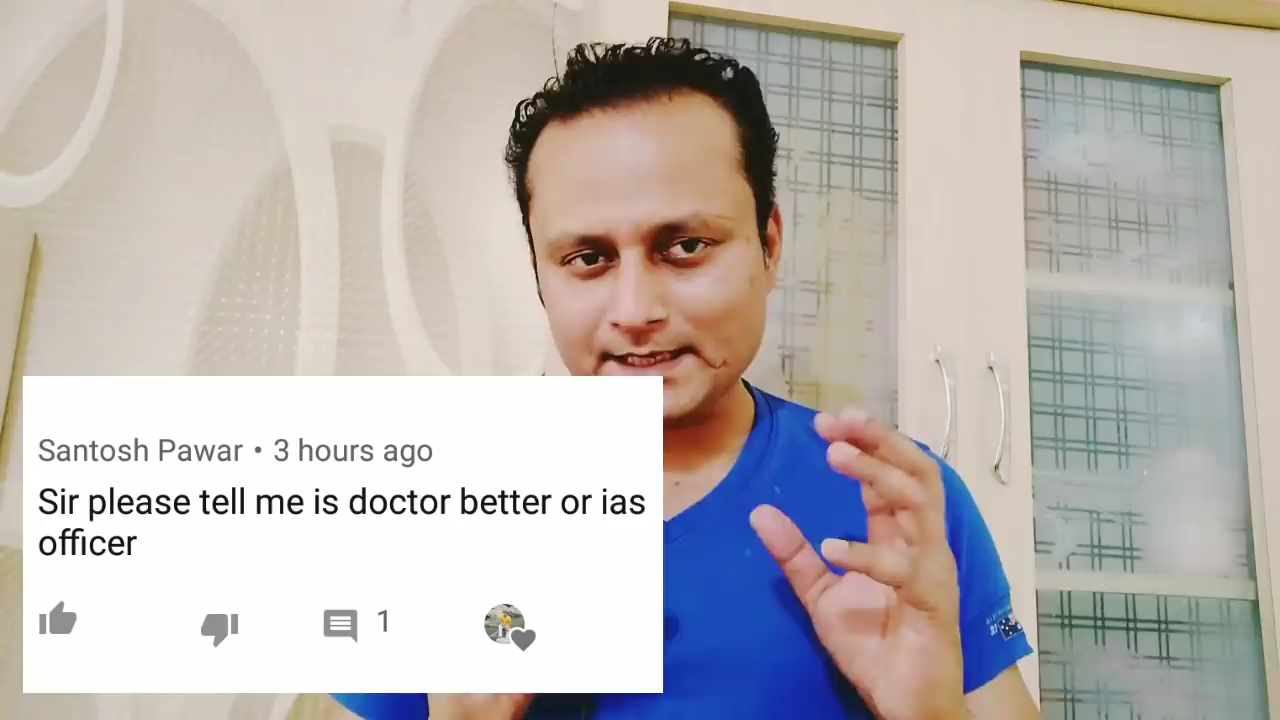 Santosh Pawar • 3 hours ago
Sir please tell me is doctor better or ias
officer
1